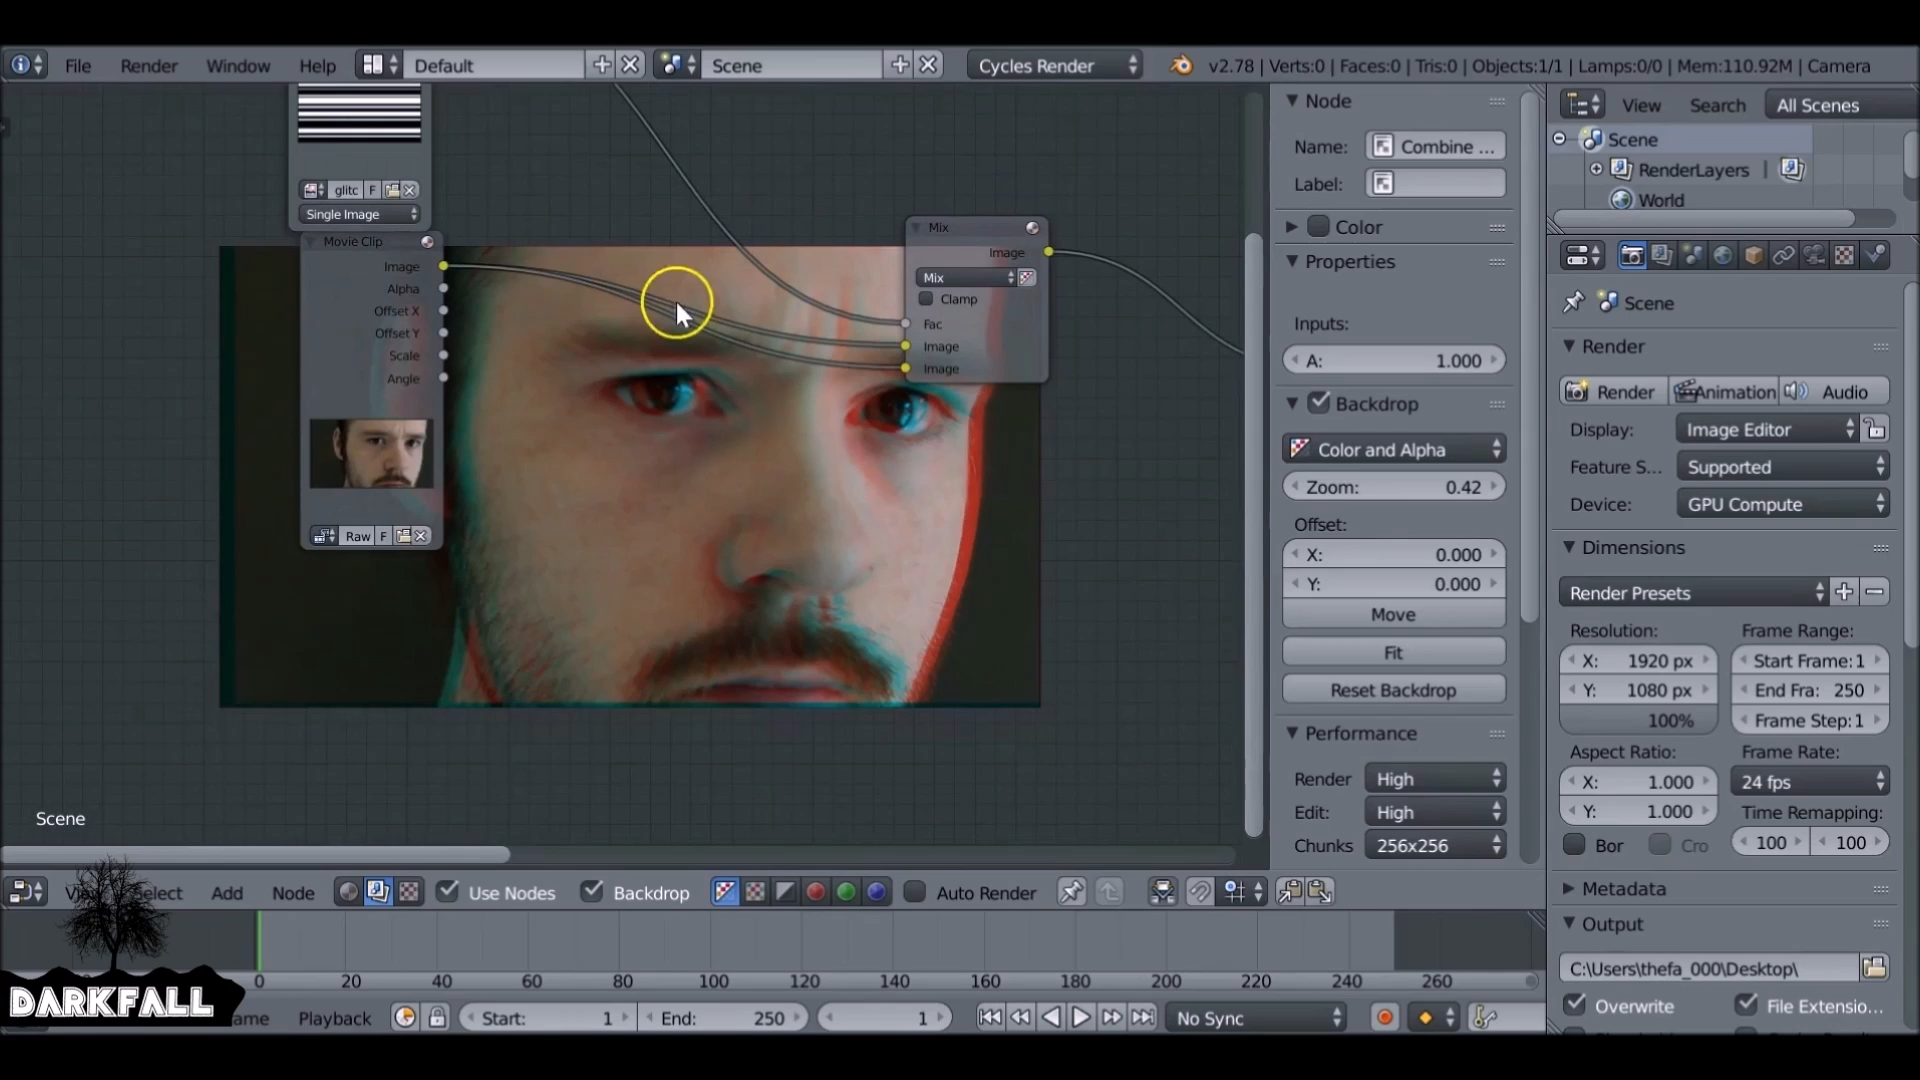 File Render Window Help Default Scene Cycles Render v2.78 | Verts:0 | Faces:0 | Tris:0 | Objects:1/1 | Lamps:0/0 | Mem:110.92M | Camera
View Search All Scenes
Scene
RenderLayers
World
glitc F
Single Image
Movie Clip
Image
Alpha
Offset X
Offset Y
Scale
Angle
Raw F
Mix
Image
Mix
Clamp
Fac
Image
Image
Scene
Node
Name: Combine ...
Label:
Color
Properties
Inputs:
A: 1.000
Backdrop
Color and Alpha
Zoom: 0.42
Offset:
X: 0.000
Y: 0.000
Move
Fit
Reset Backdrop
Performance
Render High
Edit: High
Chunks 256x256
Scene
Render
Render Animation Audio
Display: Image Editor
Feature S... Supported
Device: GPU Compute
Dimensions
Render Presets
Resolution: Frame Range:
X: 1920 px Start Frame:1
Y: 1080 px End Fra: 250
100% Frame Step:1
Aspect Ratio: Frame Rate:
X: 1.000 24 fps
Y: 1.000 Time Remapping:
Bor Cro 100 100
Metadata
Output
C:\Users\thefa_000\Desktop\
Overwrite File Extensio...
Add Node Use Nodes Backdrop Auto Render
0 20 40 60 80 100 120 140 160 180 200 220 240 260
DARKFALL
Playback Start: 1 End: 250 1 No Sync